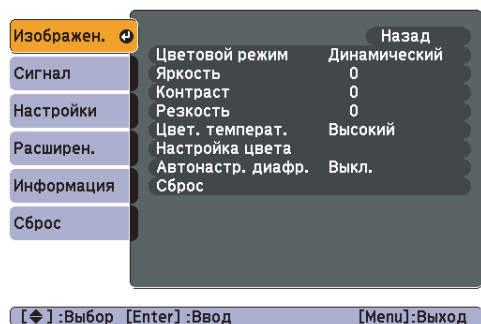 Изображен.
Сигнал
Настройки
Расширен.
Информация
Сброс
Назад
Цветовой режим Динамический
Яркость 0
Контраст 0
Резкость 0
Цвет. температ. Высокий
Настройка цвета
Автонастр. диафр. Выкл.
Сброс
[◆] :Выбор [Enter] :Ввод [Menu]:Выход